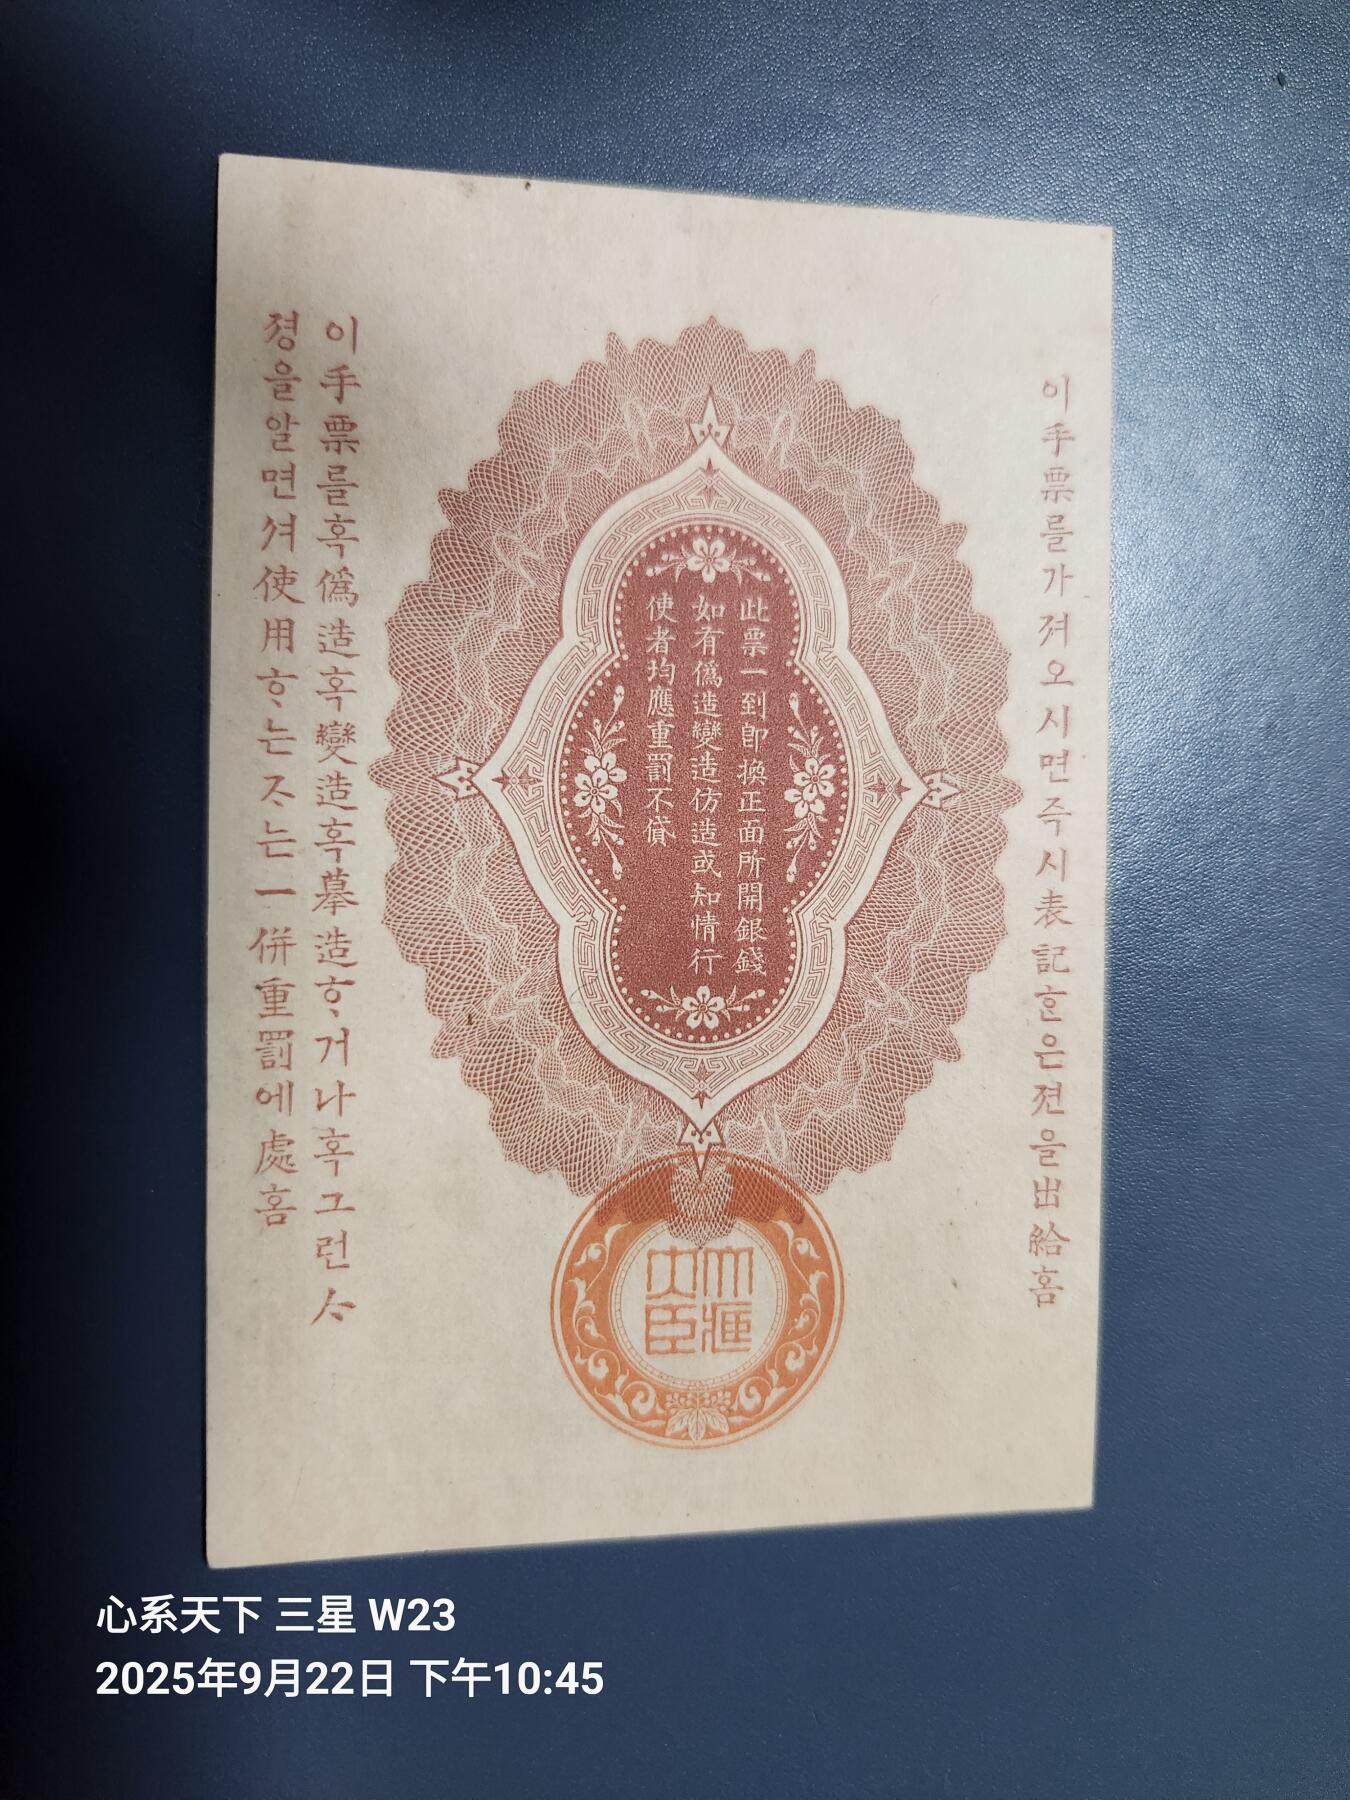 이手票를가져오시면즉시表記ᄒᆞᆫ은젼을出給홈
此票一到卽換正面所開銀錢
如有僞造變造仿造或知情行
使者均應重罰不貸
이手票를혹僞造혹變造혹摹造ᄒᆞ거나혹그런ᄉᆞ
졍을알면셔使用ᄒᆞ는ᄌᆞ는一併重罰에處홈
大臣
心系天下 三星 W23
2025年9月22日 下午10:45